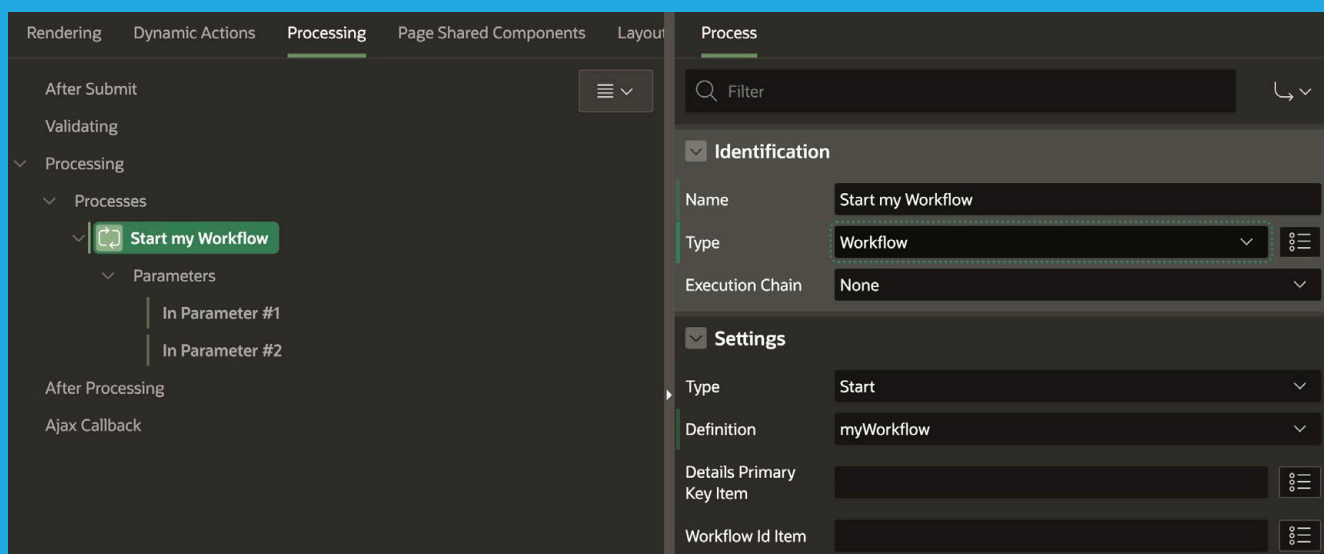 Rendering Dynamic Actions Processing Page Shared Components Layout
After Submit
Validating
Processing
Processes
Start my Workflow
Parameters
In Parameter #1
In Parameter #2
After Processing
Ajax Callback
Process
Filter
Identification
Name Start my Workflow
Type Workflow
Execution Chain None
Settings
Type Start
Definition myWorkflow
Details Primary
Key Item
Workflow Id Item